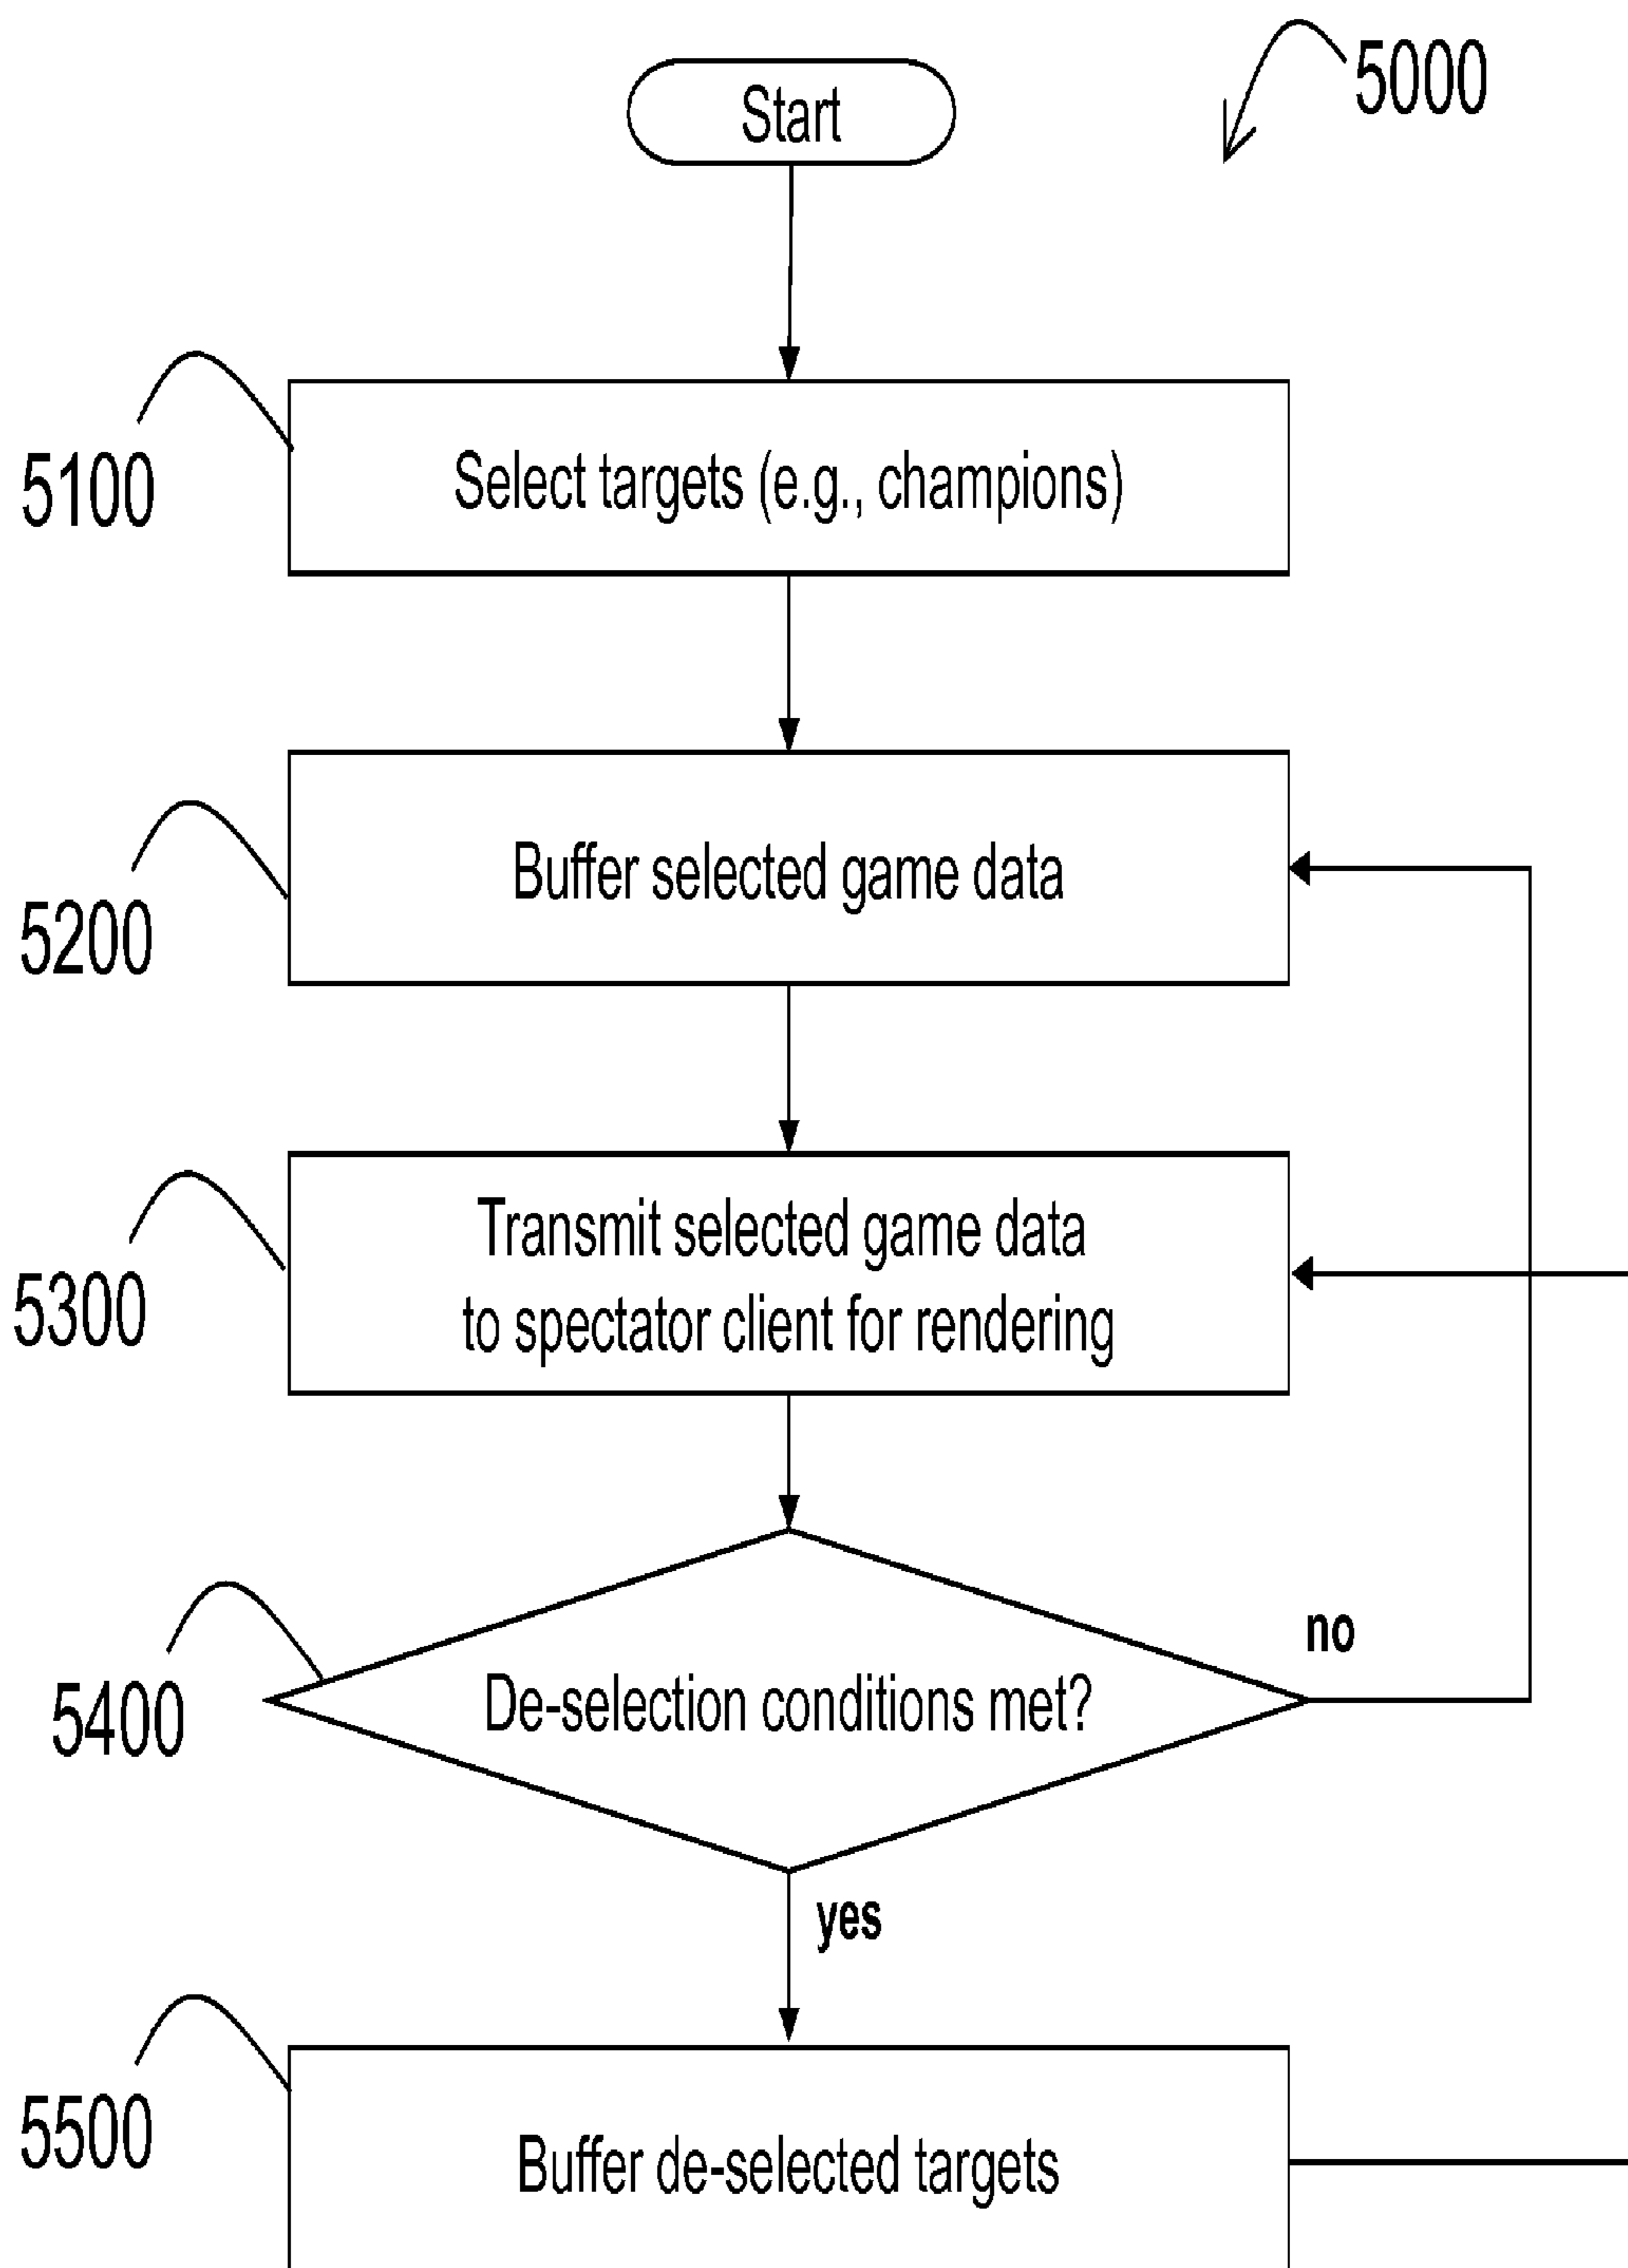 Start
5000
Select targets (e.g., champions)
5100
Buffer selected game data
5200
Transmit selected game data
to spectator client for rendering
5300
no
De-selection conditions met?
5400
yes
5500
Buffer de-selected targets